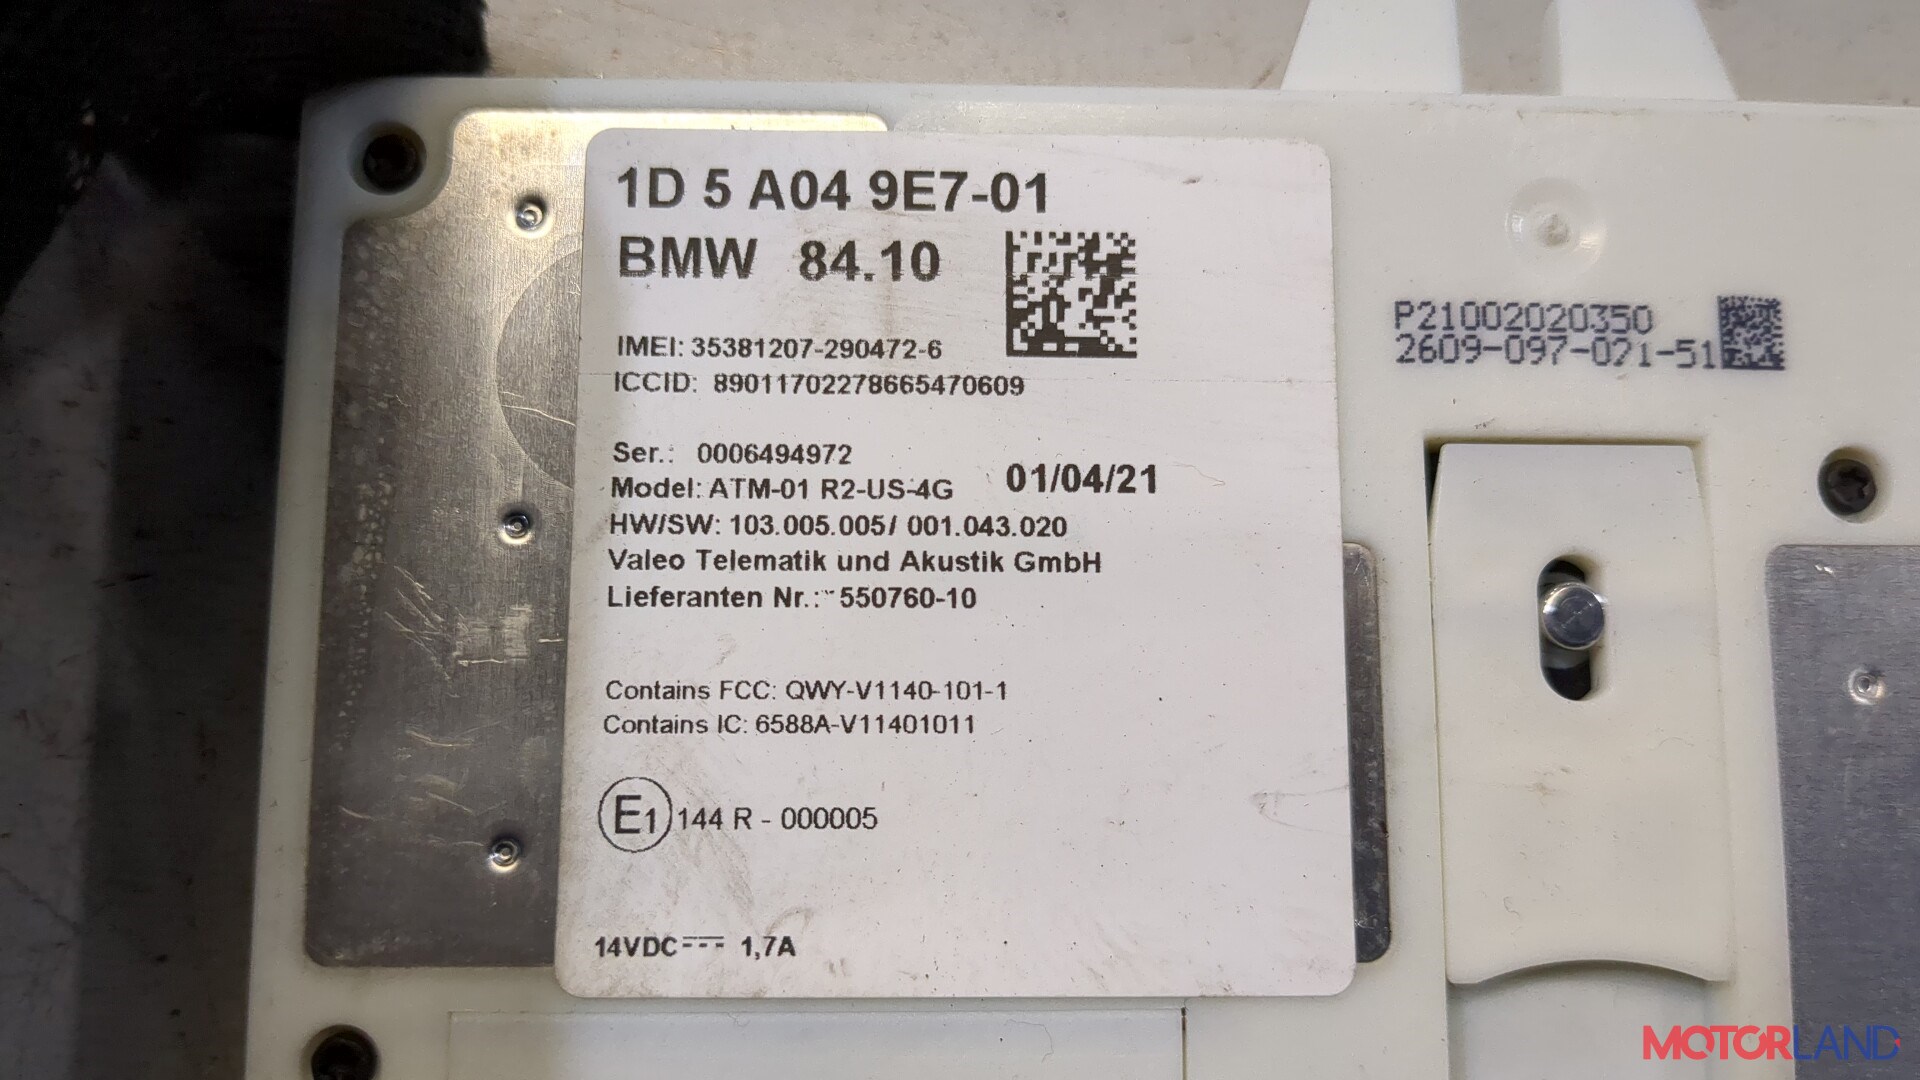 1D 5 A04 9E7-01
BMW 84.10
IMEI: 35381207-290472-6
ICCID: 89011702278665470609
Ser.: 0006494972
Model: ATM-01 R2-US-4G 01/04/21
HW/SW: 103.005.005/ 001.043.020
Valeo Telematik und Akustik GmbH
Lieferanten Nr.: 550760-10
Contains FCC: QWY-V1140-101-1
Contains IC: 6588A-V11401011
E1 144 R - 000005
14VDC 1,7A
P21002020350
2609-097-071-51
MOTORLAND